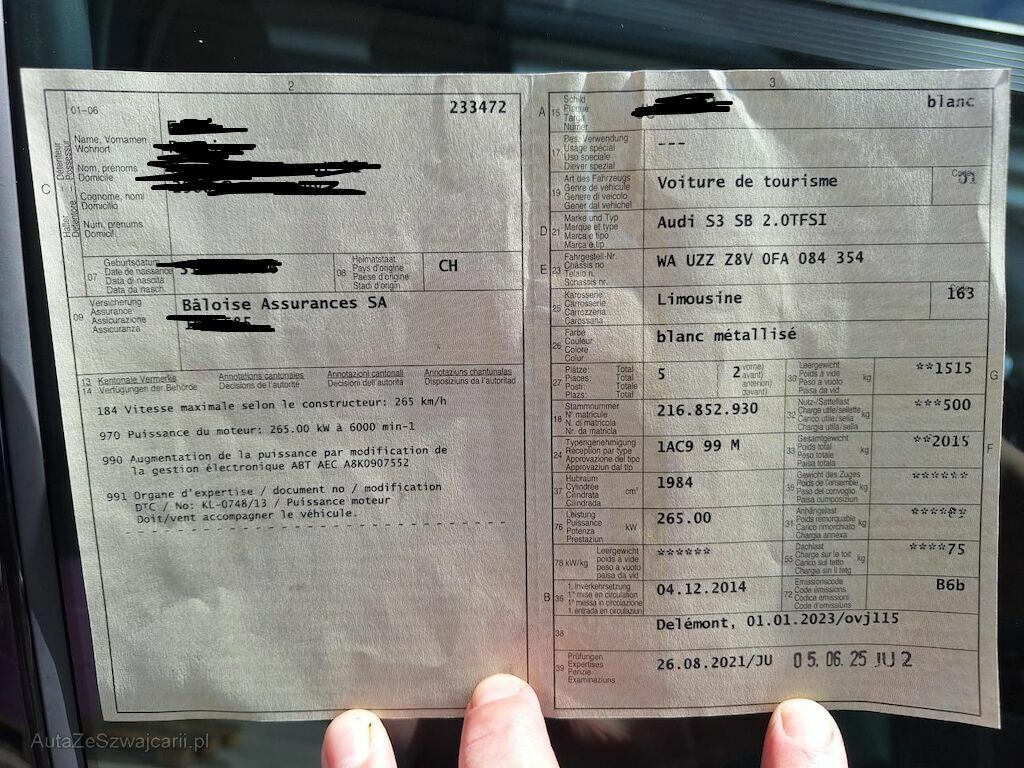 2
01-06
233472
C
Détenteur Possessur
Halter Detentore
Name, Vornamen
Wohnort
Nom, prénoms
Domicile
Cognome, nomi
Domicilio
Num, prenums
Domicil
07
Geburtsdatum
Date de naissance
Data di nascita
Data da nasch.
08
Heimatstaat
Pays d'origine
Paese d'origine
Stadi d'origin
CH
09
Versicherung
Assurance
Assicurazione
Assicuranza
Bâloise Assurances SA
13
14
Kantonale Vermerke
Verfügungen der Behörde
Annotations cantonales
Décisions de l'autorité
Annotazioni cantonali
Decisioni dell'autorità
Annotaziuns chantunalas
Disposiziuns da l'autoritad
184 Vitesse maximale selon le constructeur: 265 km/h
970 Puissance du moteur: 265.00 kW à 6000 min-1
990 Augmentation de la puissance par modification de
la gestion électronique ABT AEC A8K0907552
991 Organe d'expertise / document no / modification
DTC / No: KL-0748/13 / Puissance moteur
Doit/vent accompagner le véhicule.
3
A
15
Schild
Plaque
Targa
Numer
blanc
17
Bes. Verwendung
Usage spécial
Uso speciale
Diever spezial
---
19
Art des Fahrzeugs
Genre de véhicule
Genere di veicolo
Gener dal vehichel
Voiture de tourisme
Code
01
D
21
Marke und Typ
Marque et type
Marca e tipo
Marca e tip
Audi S3 SB 2.0TFSI
E
23
Fahrgestell-Nr.
Châssis no
Telaio n.
Schassis nr.
WA UZZ Z8V 0FA 084 354
25
Karosserie
Carrosserie
Carrozzeria
Carossaria
Limousine
163
26
Farbe
Couleur
Colore
Colur
blanc métallisé
27
Plätze: Total
Places: Total
Posti: Totale
Plazs: Total
5
2
vorne)
avant)
anteriori)
davant)
30
Leergewicht
Poids à vide
Peso a vuoto
Paisa da vid
kg
**1515
G
18
Stammnummer
N° matricule
N. di matricola
Nr. da matricla
216.852.930
32
Nutz-/Sattellast
Charge utile/sellette
Carico utile/sella
Chargia utila/sella
kg
***500
24
Typengenehmigung
Réception par type
Approvazione del tipo
Approvaziun dal tip
1AC9 99 M
33
Gesamtgewicht
Poids total
Peso totale
Paisa totala
kg
**2015
F
37
Hubraum
Cylindrée
Cilindrata
Cilindrada
cm³
1984
35
Gewicht des Zuges
Poids de l'ensemble
Peso del convoglio
Paisa cumposiziun
kg
******
76
Leistung
Puissance
Potenza
Prestaziun
kW
265.00
31
Anhängelast
Poids remorquable
Carico rimorchiato
Chargia annexa
kg
78
kW/kg
Leergewicht
poids à vide
peso a vuoto
paisa da vid
******
55
Dachlast
Charge sur le toit
Carico sul tetto
Chargia sin il tetg
kg
****75
B
36
1. Inverkehrsetzung
1re mise en circulation
1a messa in circolazione
1. entrada en circulaziun
04.12.2014
72
Emissionscode
Code émissions
Codice emissioni
Code d'emissiuns
B6b
38
Delémont, 01.01.2023/ovj115
39
Prüfungen
Expertises
Perizie
Examinaziuns
26.08.2021/JU
05.06.25 JU 2
AutaZeSzwajcarii.pl